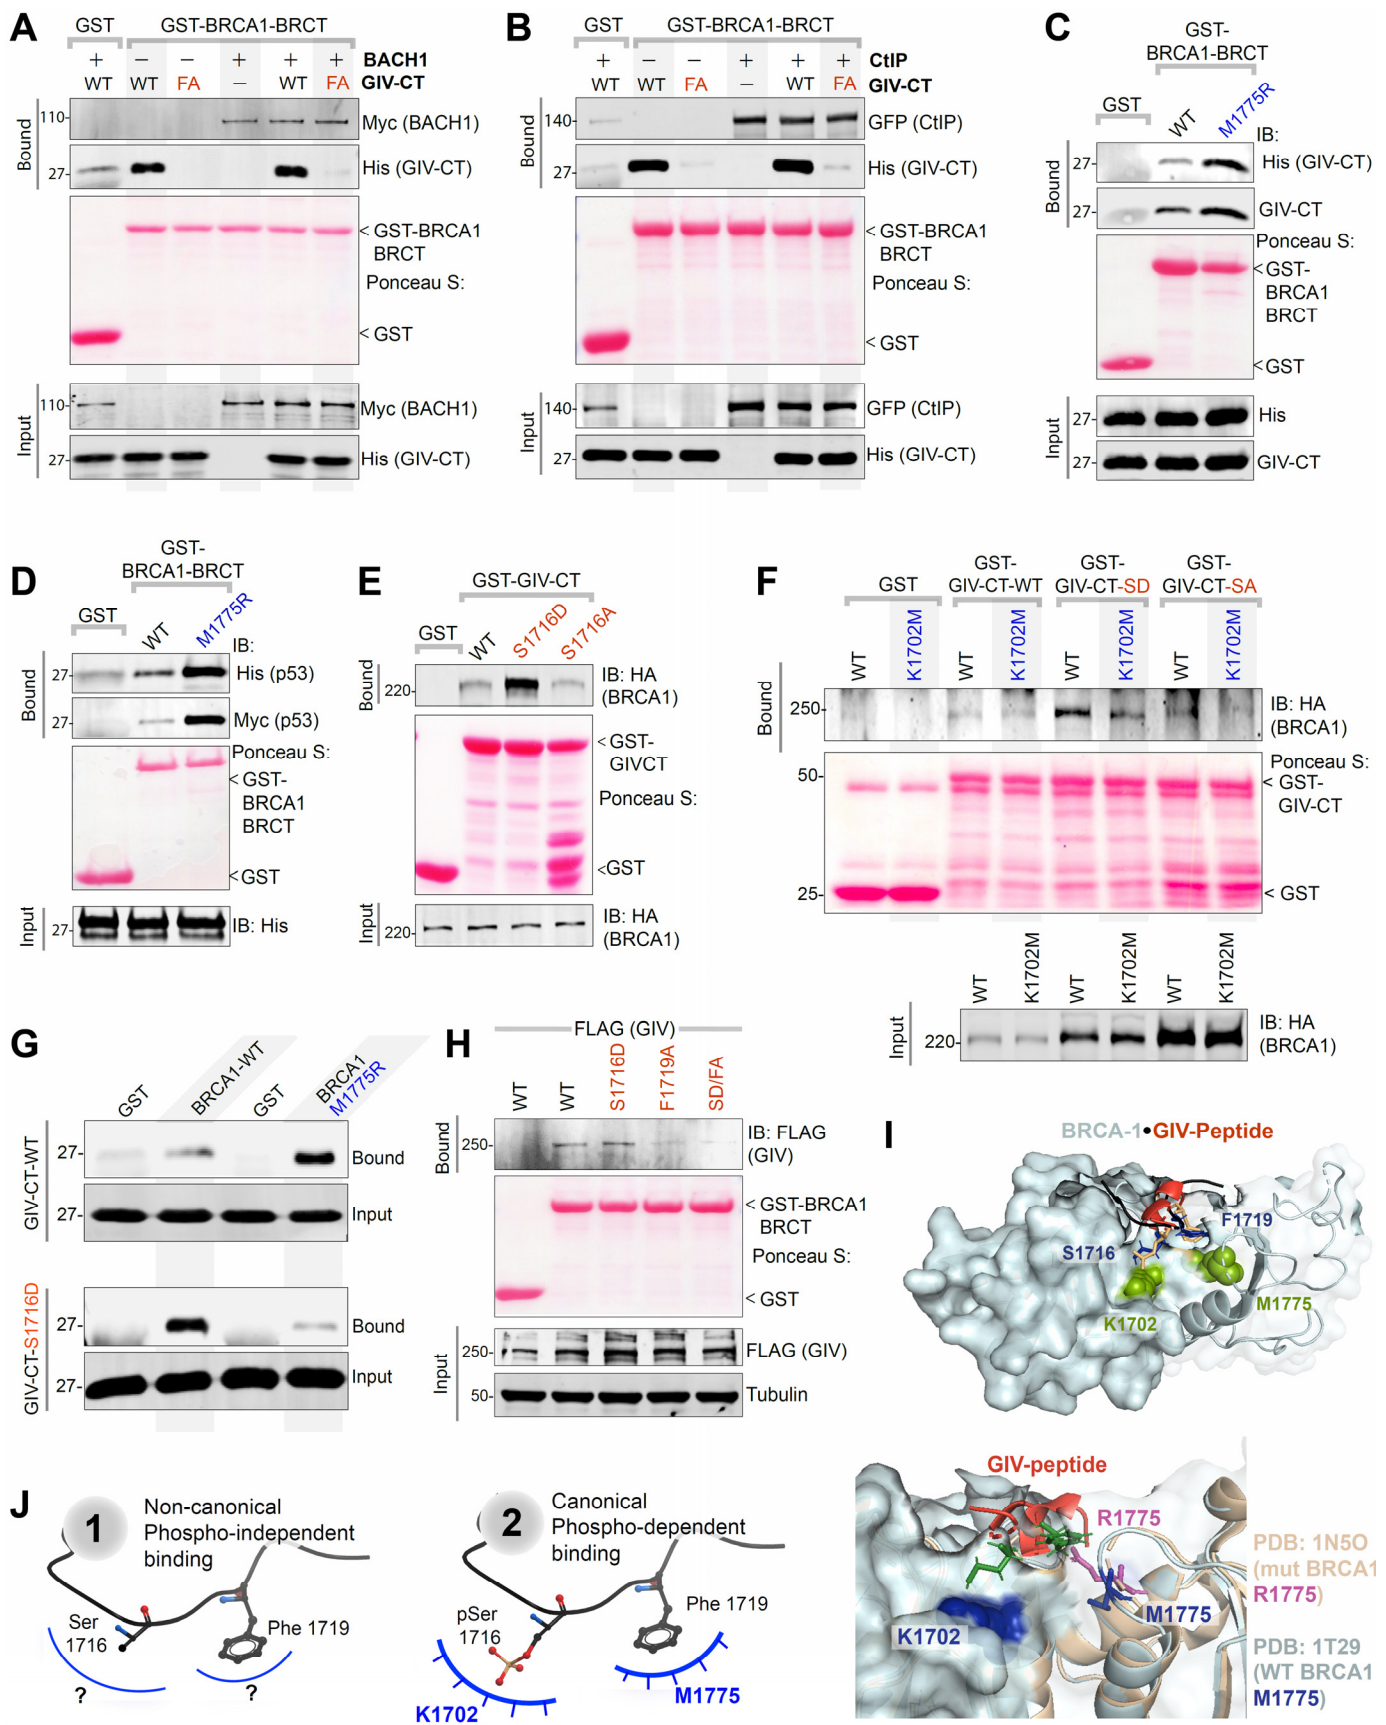 A
GST
GST-BRCA1-BRCT
+ − − + + + BACH1
WT WT FA − WT FA GIV-CT
Bound
110-
Myc (BACH1)
27-
His (GIV-CT)
< GST-BRCA1
BRCT
Ponceau S:
< GST
Input
110-
Myc (BACH1)
27-
His (GIV-CT)
B
GST
GST-BRCA1-BRCT
+ − − + + + CtIP
WT WT FA − WT FA GIV-CT
Bound
140-
GFP (CtIP)
27-
His (GIV-CT)
< GST-BRCA1
BRCT
Ponceau S:
< GST
Input
140-
GFP (CtIP)
27-
His (GIV-CT)
C
GST-
BRCA1-BRCT
GST
WT
M1775R
IB:
Bound
27-
His (GIV-CT)
27-
GIV-CT
Ponceau S:
<GST-
BRCA1
BRCT
<GST
Input
27-
His
27-
GIV-CT
D
GST-
BRCA1-BRCT
GST
WT
M1775R
IB:
Bound
27-
His (p53)
27-
Myc (p53)
Ponceau S:
<GST-
BRCA1
BRCT
<GST
Input
27-
IB: His
E
GST-GIV-CT
GST
WT
S1716D
S1716A
Bound
220-
IB: HA
(BRCA1)
<GST-
GIVCT
Ponceau S:
<GST
Input
220-
IB: HA
(BRCA1)
F
GST
GST-
GIV-CT-WT
GST-
GIV-CT-SD
GST-
GIV-CT-SA
WT K1702M WT K1702M WT K1702M WT K1702M
Bound
250-
IB: HA
(BRCA1)
Ponceau S:
50-
< GST-
GIV-CT
25-
< GST
WT K1702M WT K1702M WT K1702M
Input
220-
IB: HA
(BRCA1)
G
GST
BRCA1-WT
GST
BRCA1
M1775R
GIV-CT-WT
27-
Bound
27-
Input
GIV-CT-S1716D
27-
Bound
27-
Input
H
FLAG (GIV)
WT WT S1716D F1719A SD/FA
Bound
250-
IB: FLAG
(GIV)
< GST-BRCA1
BRCT
Ponceau S:
< GST
Input
250-
FLAG (GIV)
50-
Tubulin
I
BRCA-1•GIV-Peptide
F1719
S1716
M1775
K1702
GIV-peptide
R1775
K1702
M1775
PDB: 1N5O
(mut BRCA1
R1775)
PDB: 1T29
(WT BRCA1
M1775)
J
1
Non-canonical
Phospho-independent
binding
Ser
1716
Phe 1719
?
?
2
Canonical
Phospho-dependent
binding
pSer
1716
Phe 1719
K1702
M1775